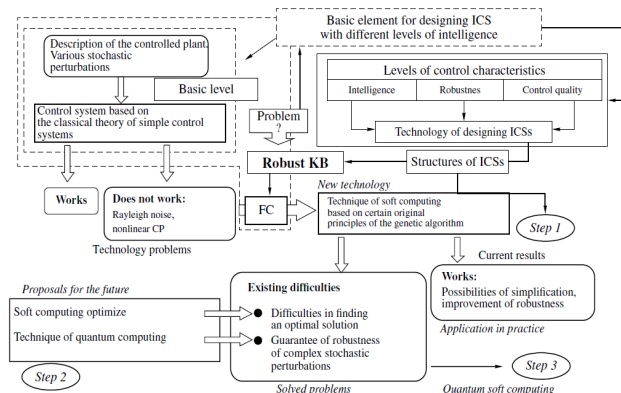 Basic element for designing ICS
with different levels of intelligence
Description of the controlled plant.
Various stochastic
perturbations
Basic level
Control system based on
the classical theory of simple control
systems
Levels of control characteristics
Intelligence
Robustnes
Control quality
Technology of designing ICSs
Problem
?
Robust KB
Structures of ICSs
Works
Does not work:
Rayleigh noise,
nonlinear CP
Technology problems
FC
New technology
Technique of soft computing
based on certain original
principles of the genetic algorithm
Step 1
Current results
Works:
Possibilities of simplification,
improvement of robustness
Application in practice
Proposals for the future
Soft computing optimize
Technique of quantum computing
Step 2
Existing difficulties
Difficulties in finding
an optimal solution
Guarantee of robustness
of complex stochastic
perturbations
Solved problems
Step 3
Quantum soft computing